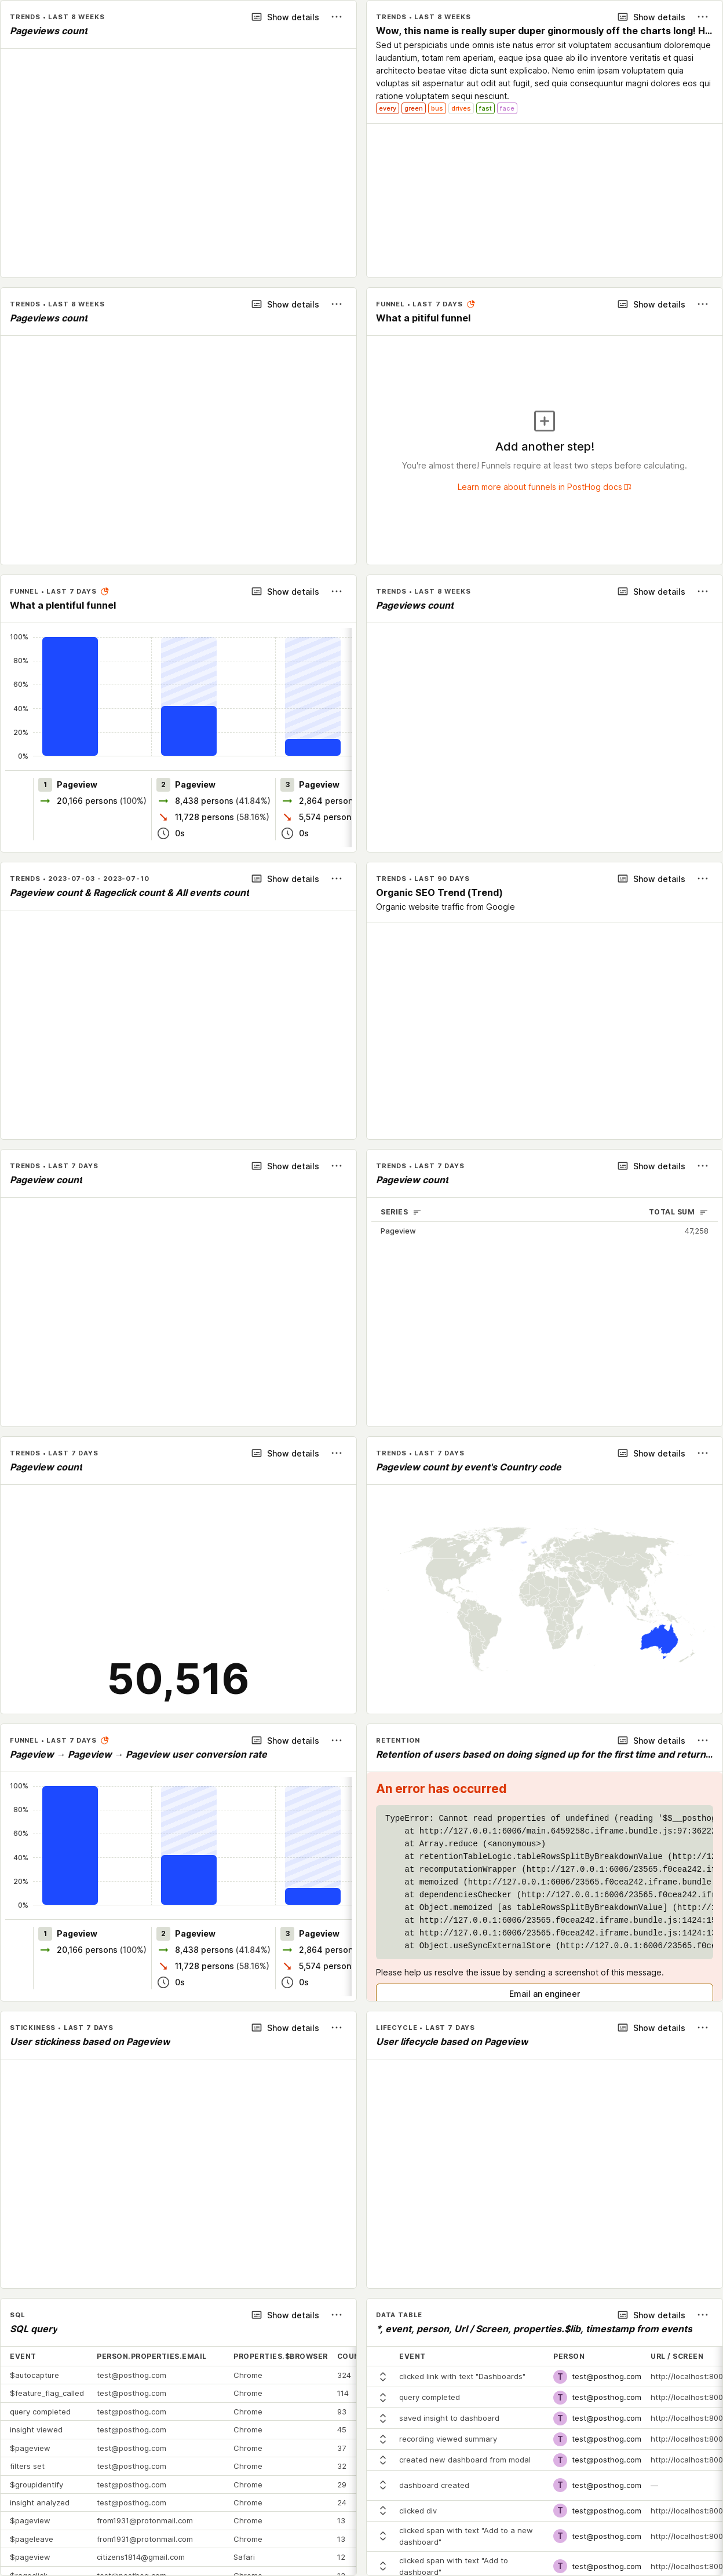 TRENDS • LAST 8 WEEKS
Show details
Pageviews count
TRENDS • LAST 8 WEEKS
Show details
Wow, this name is really super duper ginormously off the charts long! H...
Sed ut perspiciatis unde omnis iste natus error sit voluptatem accusantium doloremque
laudantium, totam rem aperiam, eaque ipsa quae ab illo inventore veritatis et quasi
architecto beatae vitae dicta sunt explicabo. Nemo enim ipsam voluptatem quia
voluptas sit aspernatur aut odit aut fugit, sed quia consequuntur magni dolores eos qui
ratione voluptatem sequi nesciunt.
every green bus drives fast face
TRENDS • LAST 8 WEEKS
Show details
Pageviews count
FUNNEL • LAST 7 DAYS
Show details
What a pitiful funnel
Add another step!
You're almost there! Funnels require at least two steps before calculating.
Learn more about funnels in PostHog docs
FUNNEL • LAST 7 DAYS
Show details
What a plentiful funnel
100%
80%
60%
40%
20%
0%
1 Pageview
20,166 persons (100%)
2 Pageview
8,438 persons (41.84%)
11,728 persons (58.16%)
0s
3 Pageview
2,864 person
5,574 person
0s
TRENDS • LAST 8 WEEKS
Show details
Pageviews count
TRENDS • 2023-07-03 - 2023-07-10
Show details
Pageview count & Rageclick count & All events count
TRENDS • LAST 90 DAYS
Show details
Organic SEO Trend (Trend)
Organic website traffic from Google
TRENDS • LAST 7 DAYS
Show details
Pageview count
TRENDS • LAST 7 DAYS
Show details
Pageview count
SERIES TOTAL SUM
Pageview 47,258
TRENDS • LAST 7 DAYS
Show details
Pageview count
50,516
TRENDS • LAST 7 DAYS
Show details
Pageview count by event's Country code
FUNNEL • LAST 7 DAYS
Show details
Pageview → Pageview → Pageview user conversion rate
100%
80%
60%
40%
20%
0%
1 Pageview
20,166 persons (100%)
2 Pageview
8,438 persons (41.84%)
11,728 persons (58.16%)
0s
3 Pageview
2,864 person
5,574 person
0s
RETENTION
Show details
Retention of users based on doing signed up for the first time and return...
An error has occurred
TypeError: Cannot read properties of undefined (reading '$$__posthog
at http://127.0.0.1:6006/main.6459258c.iframe.bundle.js:97:36222
at Array.reduce (<anonymous>)
at retentionTableLogic.tableRowsSplitByBreakdownValue (http://12
at recomputationWrapper (http://127.0.0.1:6006/23565.f0cea242.if
at memoized (http://127.0.0.1:6006/23565.f0cea242.iframe.bundle
at dependenciesChecker (http://127.0.0.1:6006/23565.f0cea242.ifr
at Object.memoized [as tableRowsSplitByBreakdownValue] (http://1
at http://127.0.0.1:6006/23565.f0cea242.iframe.bundle.js:1424:15
at http://127.0.0.1:6006/23565.f0cea242.iframe.bundle.js:1424:13
at Object.useSyncExternalStore (http://127.0.0.1:6006/23565.f0ce
Please help us resolve the issue by sending a screenshot of this message.
Email an engineer
STICKINESS • LAST 7 DAYS
Show details
User stickiness based on Pageview
LIFECYCLE • LAST 7 DAYS
Show details
User lifecycle based on Pageview
SQL
Show details
SQL query
EVENT PERSON.PROPERTIES.EMAIL PROPERTIES.$BROWSER COUN
$autocapture test@posthog.com Chrome 324
$feature_flag_called test@posthog.com Chrome 114
query completed test@posthog.com Chrome 93
insight viewed test@posthog.com Chrome 45
$pageview test@posthog.com Chrome 37
filters set test@posthog.com Chrome 32
$groupidentify test@posthog.com Chrome 29
insight analyzed test@posthog.com Chrome 24
$pageview from1931@protonmail.com Chrome 13
$pageleave from1931@protonmail.com Chrome 13
$pageview citizens1814@gmail.com Safari 12
$rageclick test@posthog.com Chrome 12
DATA TABLE
Show details
*, event, person, Url / Screen, properties.$lib, timestamp from events
EVENT PERSON URL / SCREEN
clicked link with text "Dashboards" T test@posthog.com http://localhost:800
query completed T test@posthog.com http://localhost:800
saved insight to dashboard T test@posthog.com http://localhost:800
recording viewed summary T test@posthog.com http://localhost:800
created new dashboard from modal T test@posthog.com http://localhost:800
dashboard created T test@posthog.com —
clicked div T test@posthog.com http://localhost:800
clicked span with text "Add to a new
dashboard" T test@posthog.com http://localhost:800
clicked span with text "Add to
dashboard" T test@posthog.com http://localhost:800